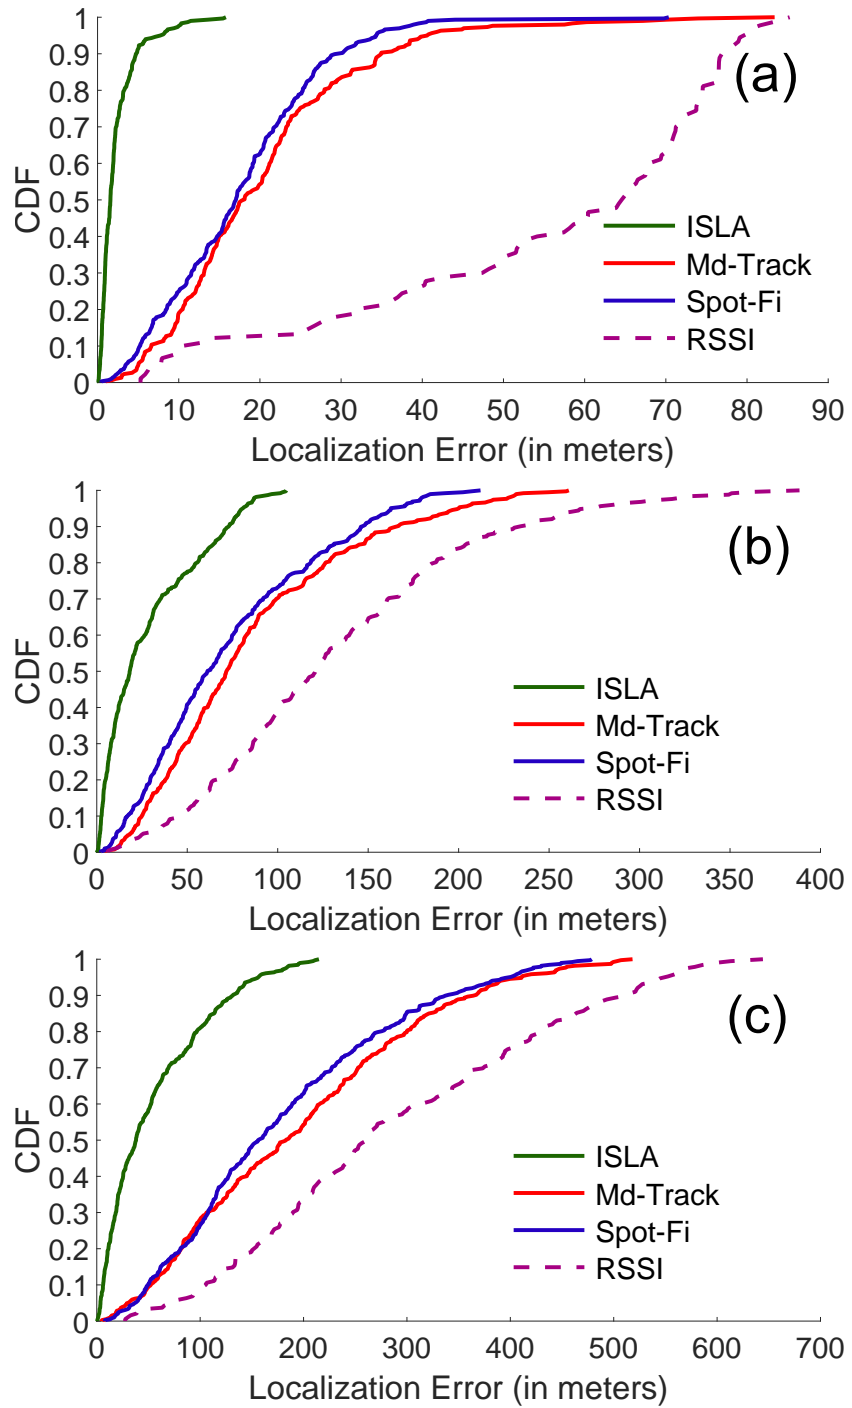 1
0.9
0.8
0.7
0.6
0.5
0.4
0.3
0.2
0.1
0
CDF
(a)
ISLA
Md-Track
Spot-Fi
RSSI
0 10 20 30 40 50 60 70 80 90
Localization Error (in meters)
1
0.9
0.8
0.7
0.6
0.5
0.4
0.3
0.2
0.1
0
CDF
(b)
ISLA
Md-Track
Spot-Fi
RSSI
0 50 100 150 200 250 300 350 400
Localization Error (in meters)
1
0.9
0.8
0.7
0.6
0.5
0.4
0.3
0.2
0.1
0
CDF
(c)
ISLA
Md-Track
Spot-Fi
RSSI
0 100 200 300 400 500 600 700
Localization Error (in meters)